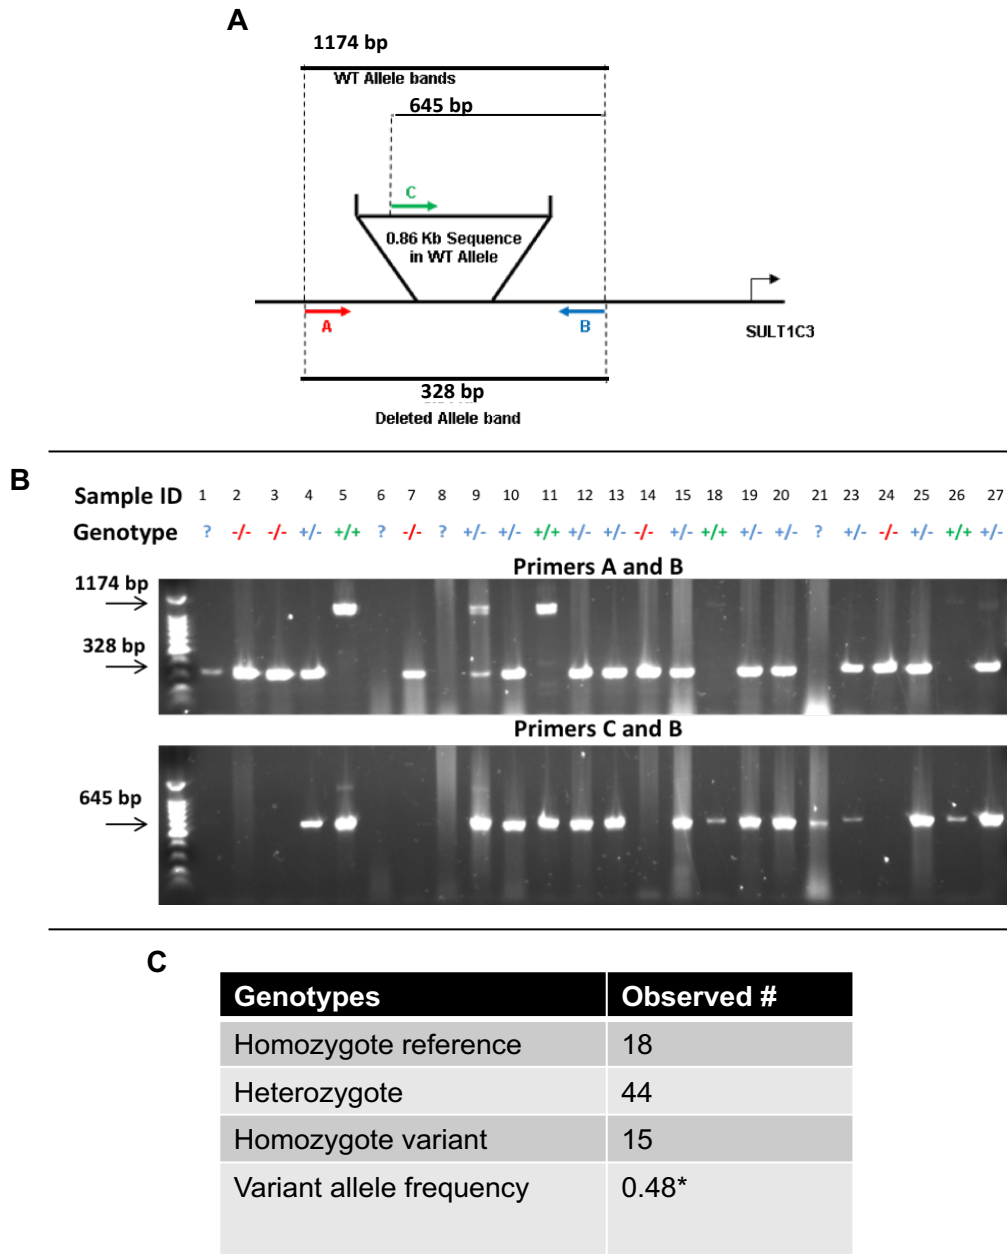 A
1174 bp
WT Allele bands
645 bp
C
0.86 Kb Sequence
in WT Allele
A
B
SULT1C3
328 bp
Deleted Allele band
B
Sample ID 1 2 3 4 5 6 7 8 9 10 11 12 13 14 15 18 19 20 21 23 24 25 26 27
Genotype ? -/- -/- +/- +/+ ? -/- ? +/- +/- +/+ +/- +/- -/- +/- +/+ +/- +/- ? +/- -/- +/- +/+ +/-
Primers A and B
1174 bp
328 bp
Primers C and B
645 bp
C
Genotypes Observed #
Homozygote reference 18
Heterozygote 44
Homozygote variant 15
Variant allele frequency 0.48*